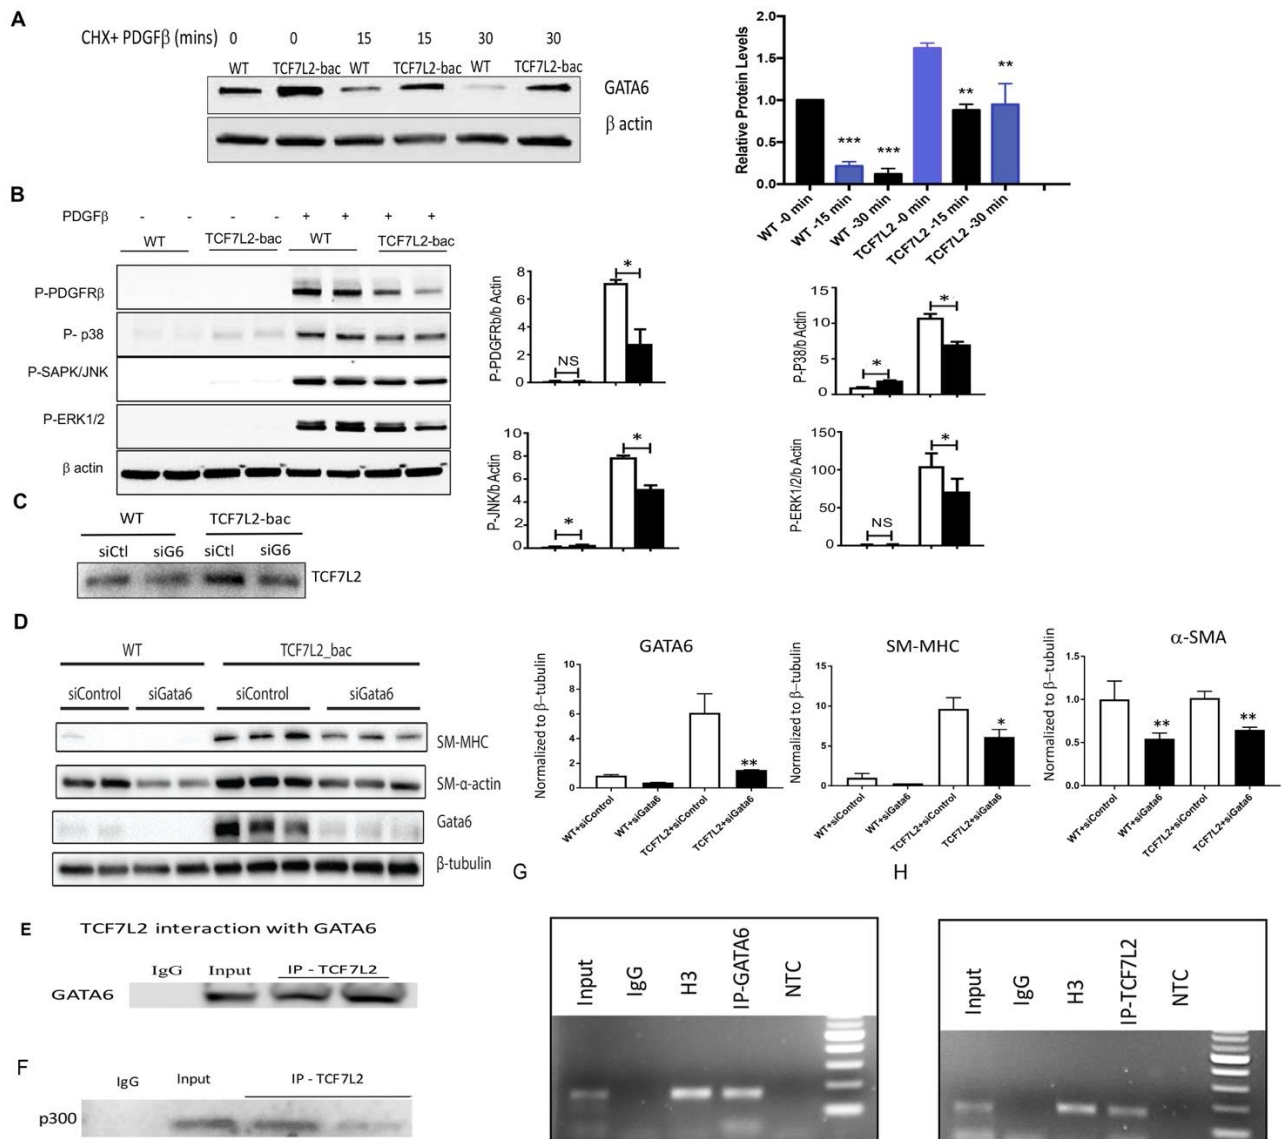 A
CHX+ PDGFβ (mins) 0 0 15 15 30 30
WT TCF7L2-bac WT TCF7L2-bac WT TCF7L2-bac
GATA6
β actin
Relative Protein Levels
2.0
1.5
1.0
0.5
0.0
*** *** ** **
WT -0 min
WT -15 min
WT -30 min
TCF7L2 -0 min
TCF7L2 -15 min
TCF7L2 -30 min
B
PDGFβ - - - - + + + +
WT TCF7L2-bac WT TCF7L2-bac
P-PDGFRβ
P- p38
P-SAPK/JNK
P-ERK1/2
β actin
P-PDGFRb/b Actin
8
6
4
2
0
NS *
P-P38/b Actin
15
10
5
0
* *
P-JNK/b Actin
10
8
6
4
2
0
* *
P-ERK1/2/b Actin
150
100
50
0
NS *
C
WT TCF7L2-bac
siCtl siG6 siCtl siG6
TCF7L2
D
WT TCF7L2_bac
siControl siGata6 siControl siGata6
SM-MHC
SM-α-actin
Gata6
β-tubulin
GATA6
Normalized to β-tubulin
10
8
6
4
2
0
**
WT+siControl
WT+siGata6
TCF7L2+siControl
TCF7L2+siGata6
SM-MHC
Normalized to β-tubulin
15
10
5
0
*
WT+siControl
WT+siGata6
TCF7L2+siControl
TCF7L2+siGata6
α-SMA
Normalized to β-tubulin
1.5
1.0
0.5
0.0
** **
WT+siControl
WT+siGata6
TCF7L2+siControl
TCF7L2+siGata6
E
TCF7L2 interaction with GATA6
IgG Input IP - TCF7L2
GATA6
F
IgG Input IP - TCF7L2
p300
G
Input
IgG
H3
IP-GATA6
NTC
H
Input
IgG
H3
IP-TCF7L2
NTC